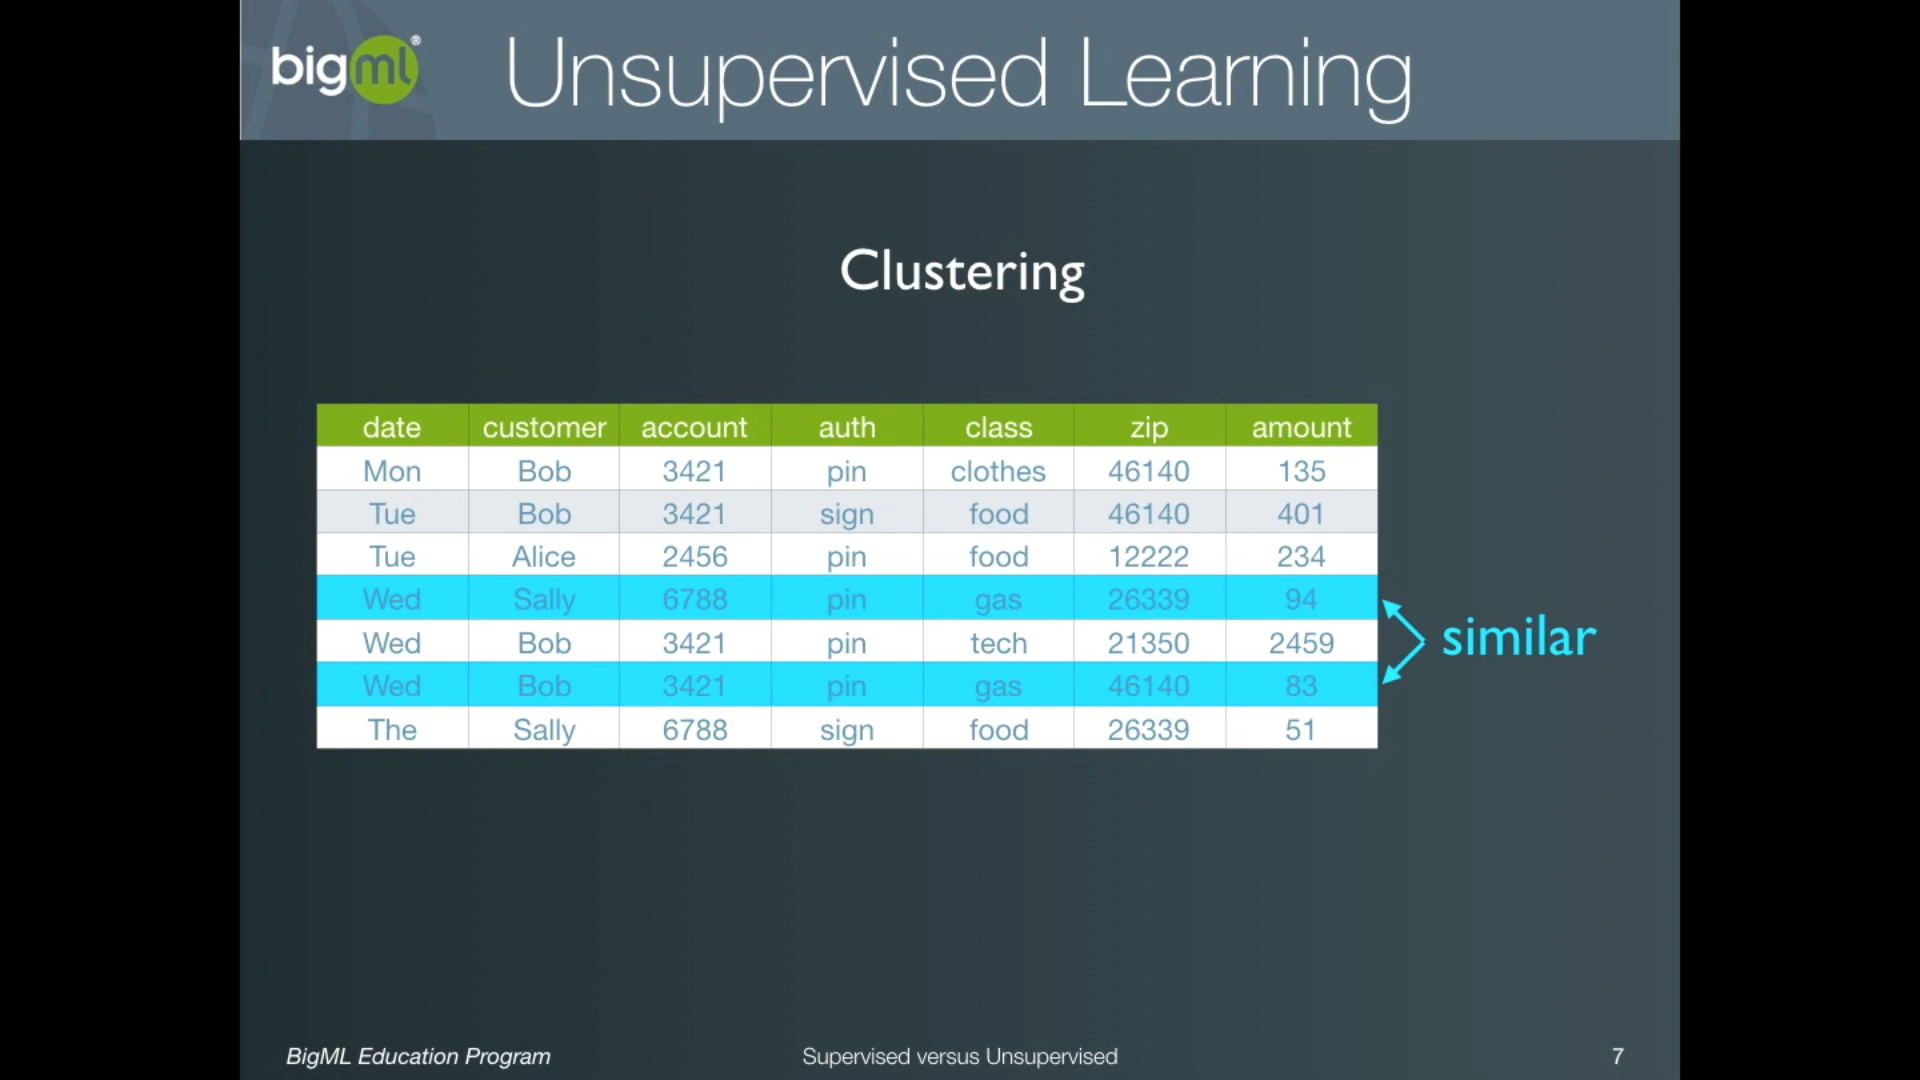 bigml®
Unsupervised Learning
Clustering
date customer account auth class zip amount
Mon Bob 3421 pin clothes 46140 135
Tue Bob 3421 sign food 46140 401
Tue Alice 2456 pin food 12222 234
Wed Sally 6788 pin gas 26339 94
Wed Bob 3421 pin tech 21350 2459
Wed Bob 3421 pin gas 46140 83
The Sally 6788 sign food 26339 51
similar
BigML Education Program
Supervised versus Unsupervised
7